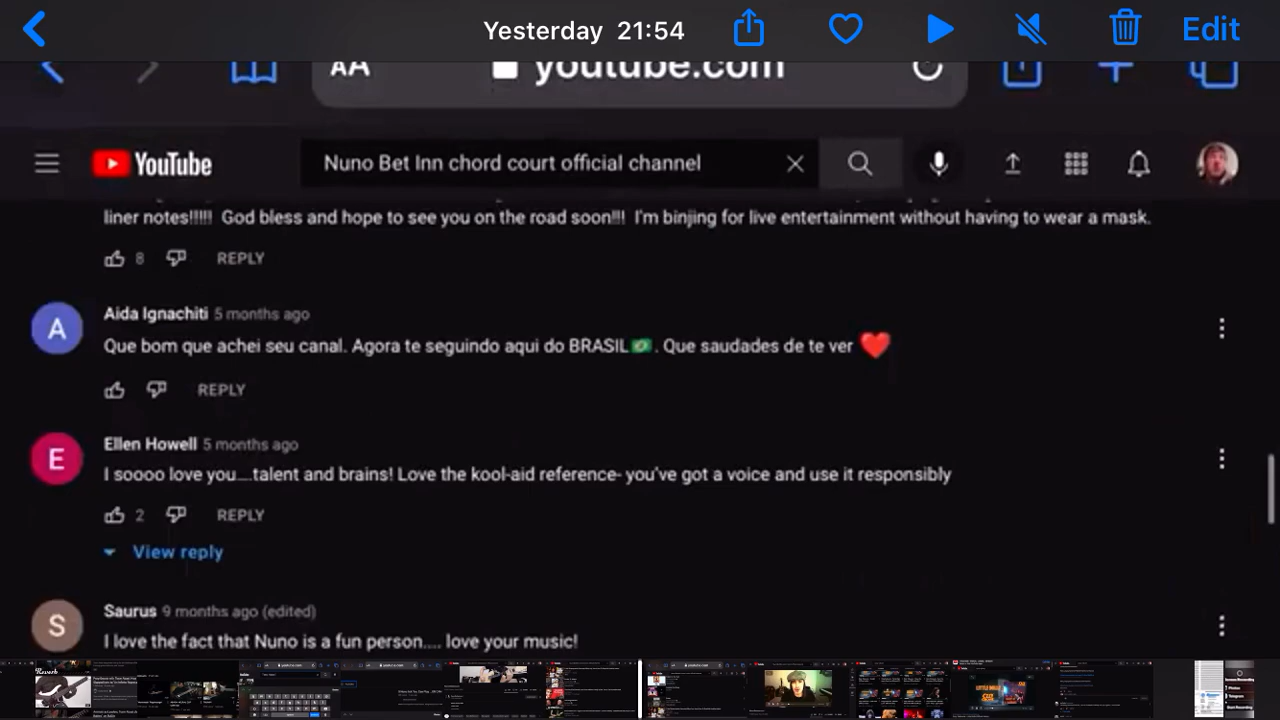 Yesterday 21:54
Edit
AA
youtube.com
YouTube
Nuno Bet Inn chord court official channel
liner notes!!!!! God bless and hope to see you on the road soon!!! I'm binjing for live entertainment without having to wear a mask.
8 REPLY
A
Aida Ignachiti 5 months ago
Que bom que achei seu canal. Agora te seguindo aqui do BRASIL🇧🇷. Que saudades de te ver ❤️
REPLY
E
Ellen Howell 5 months ago
I soooo love you....talent and brains! Love the kool-aid reference- you've got a voice and use it responsibly
2 REPLY
View reply
S
Saurus 9 months ago (edited)
I love the fact that Nuno is a fun person.... love your music!